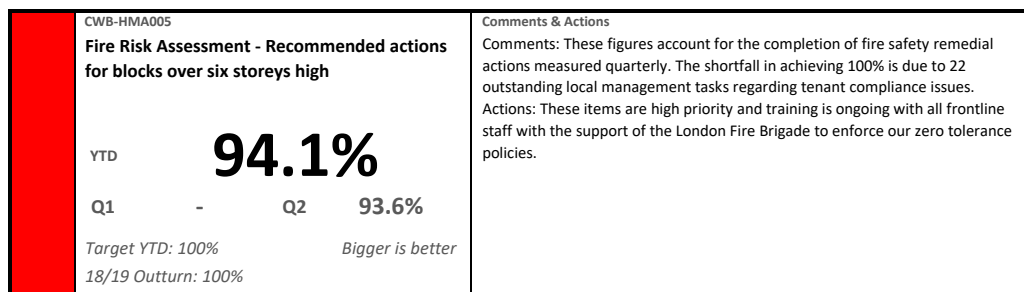 CWB-HMA005
Fire Risk Assessment - Recommended actions
for blocks over six storeys high
YTD 94.1%
Q1 - Q2 93.6%
Target YTD: 100% Bigger is better
18/19 Outturn: 100%
Comments & Actions
Comments: These figures account for the completion of fire safety remedial
actions measured quarterly. The shortfall in achieving 100% is due to 22
outstanding local management tasks regarding tenant compliance issues.
Actions: These items are high priority and training is ongoing with all frontline
staff with the support of the London Fire Brigade to enforce our zero tolerance
policies.